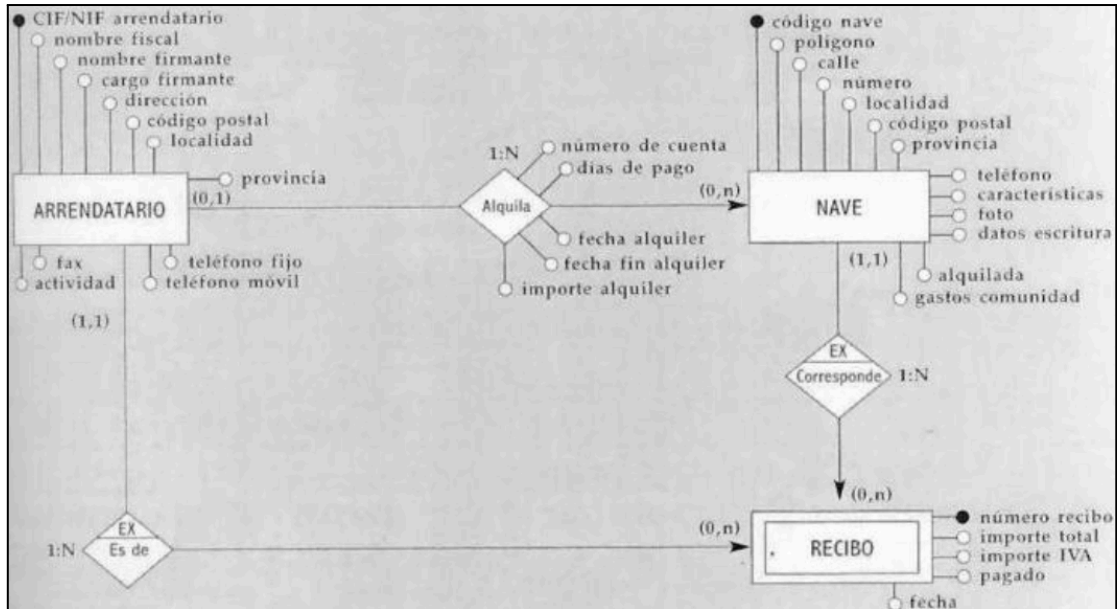 CIF/NIF arrendatario
nombre fiscal
nombre firmante
cargo firmante
dirección
código postal
localidad
provincia
ARRENDATARIO
(0,1)
fax
actividad
teléfono fijo
teléfono móvil
(1,1)
1:N
número de cuenta
días de pago
Alquila
(0,n)
fecha alquiler
fecha fin alquiler
importe alquiler
código nave
polígono
calle
número
localidad
código postal
provincia
NAVE
teléfono
características
foto
datos escritura
alquilada
gastos comunidad
(1,1)
EX
Corresponde
1:N
(0,n)
EX
Es de
1:N
(0,n)
RECIBO
número recibo
importe total
importe IVA
pagado
fecha